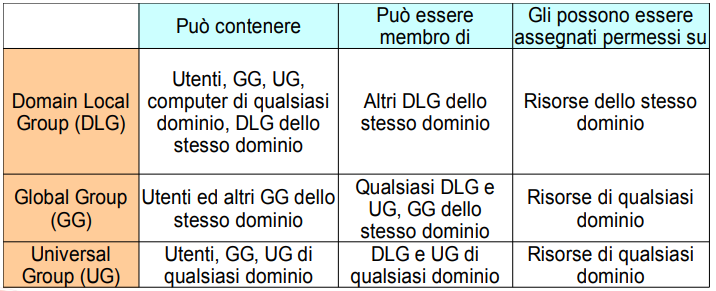 Può contenere
Può essere
membro di
Gli possono essere
assegnati permessi su
Domain Local
Group (DLG)
Utenti, GG, UG,
computer di qualsiasi
dominio, DLG dello
stesso dominio
Altri DLG dello
stesso dominio
Risorse dello stesso
dominio
Global Group
(GG)
Utenti ed altri GG dello
stesso dominio
Qualsiasi DLG e
UG, GG dello
stesso dominio
Risorse di qualsiasi
dominio
Universal
Group (UG)
Utenti, GG, UG di
qualsiasi dominio
DLG e UG di
qualsiasi dominio
Risorse di qualsiasi
dominio